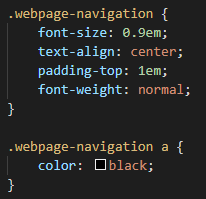 .webpage-navigation {
    font-size: 0.9em;
    text-align: center;
    padding-top: 1em;
    font-weight: normal;
}

.webpage-navigation a {
    color: black;
}